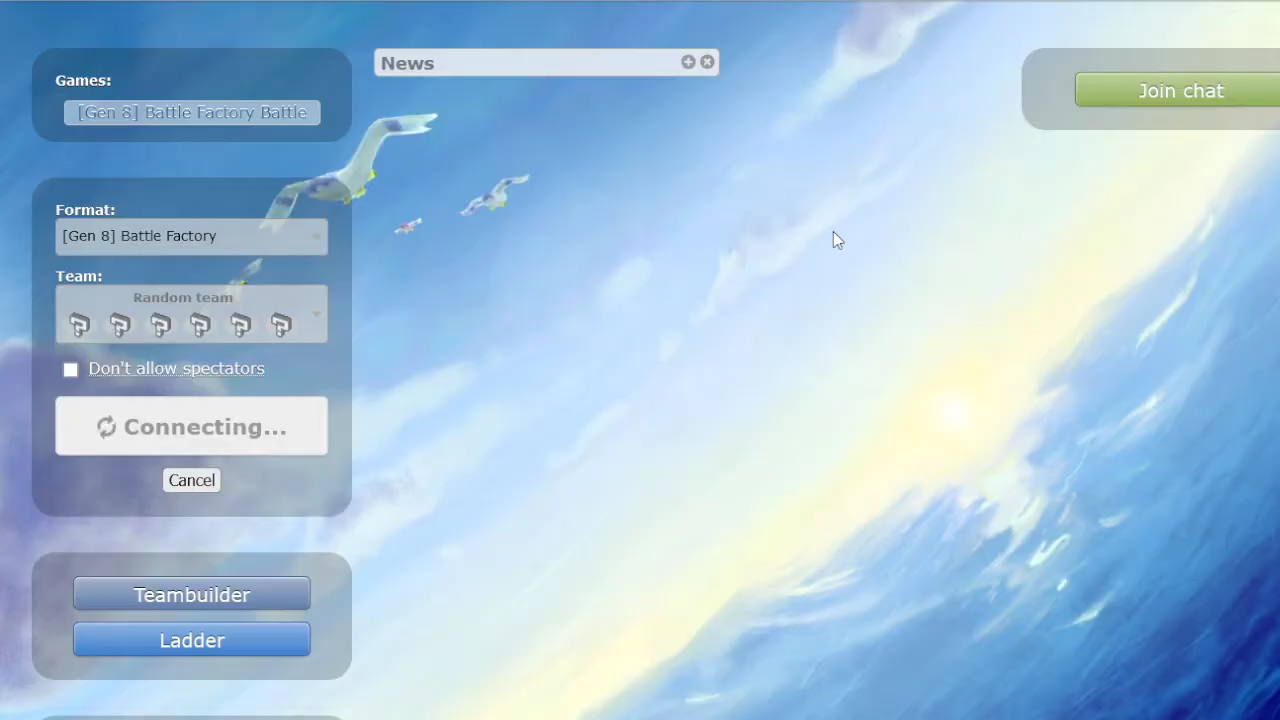 Games:
[Gen 8] Battle Factory Battle
News
Join chat
Format:
[Gen 8] Battle Factory
Team:
Random team
Don't allow spectators
Connecting...
Cancel
Teambuilder
Ladder